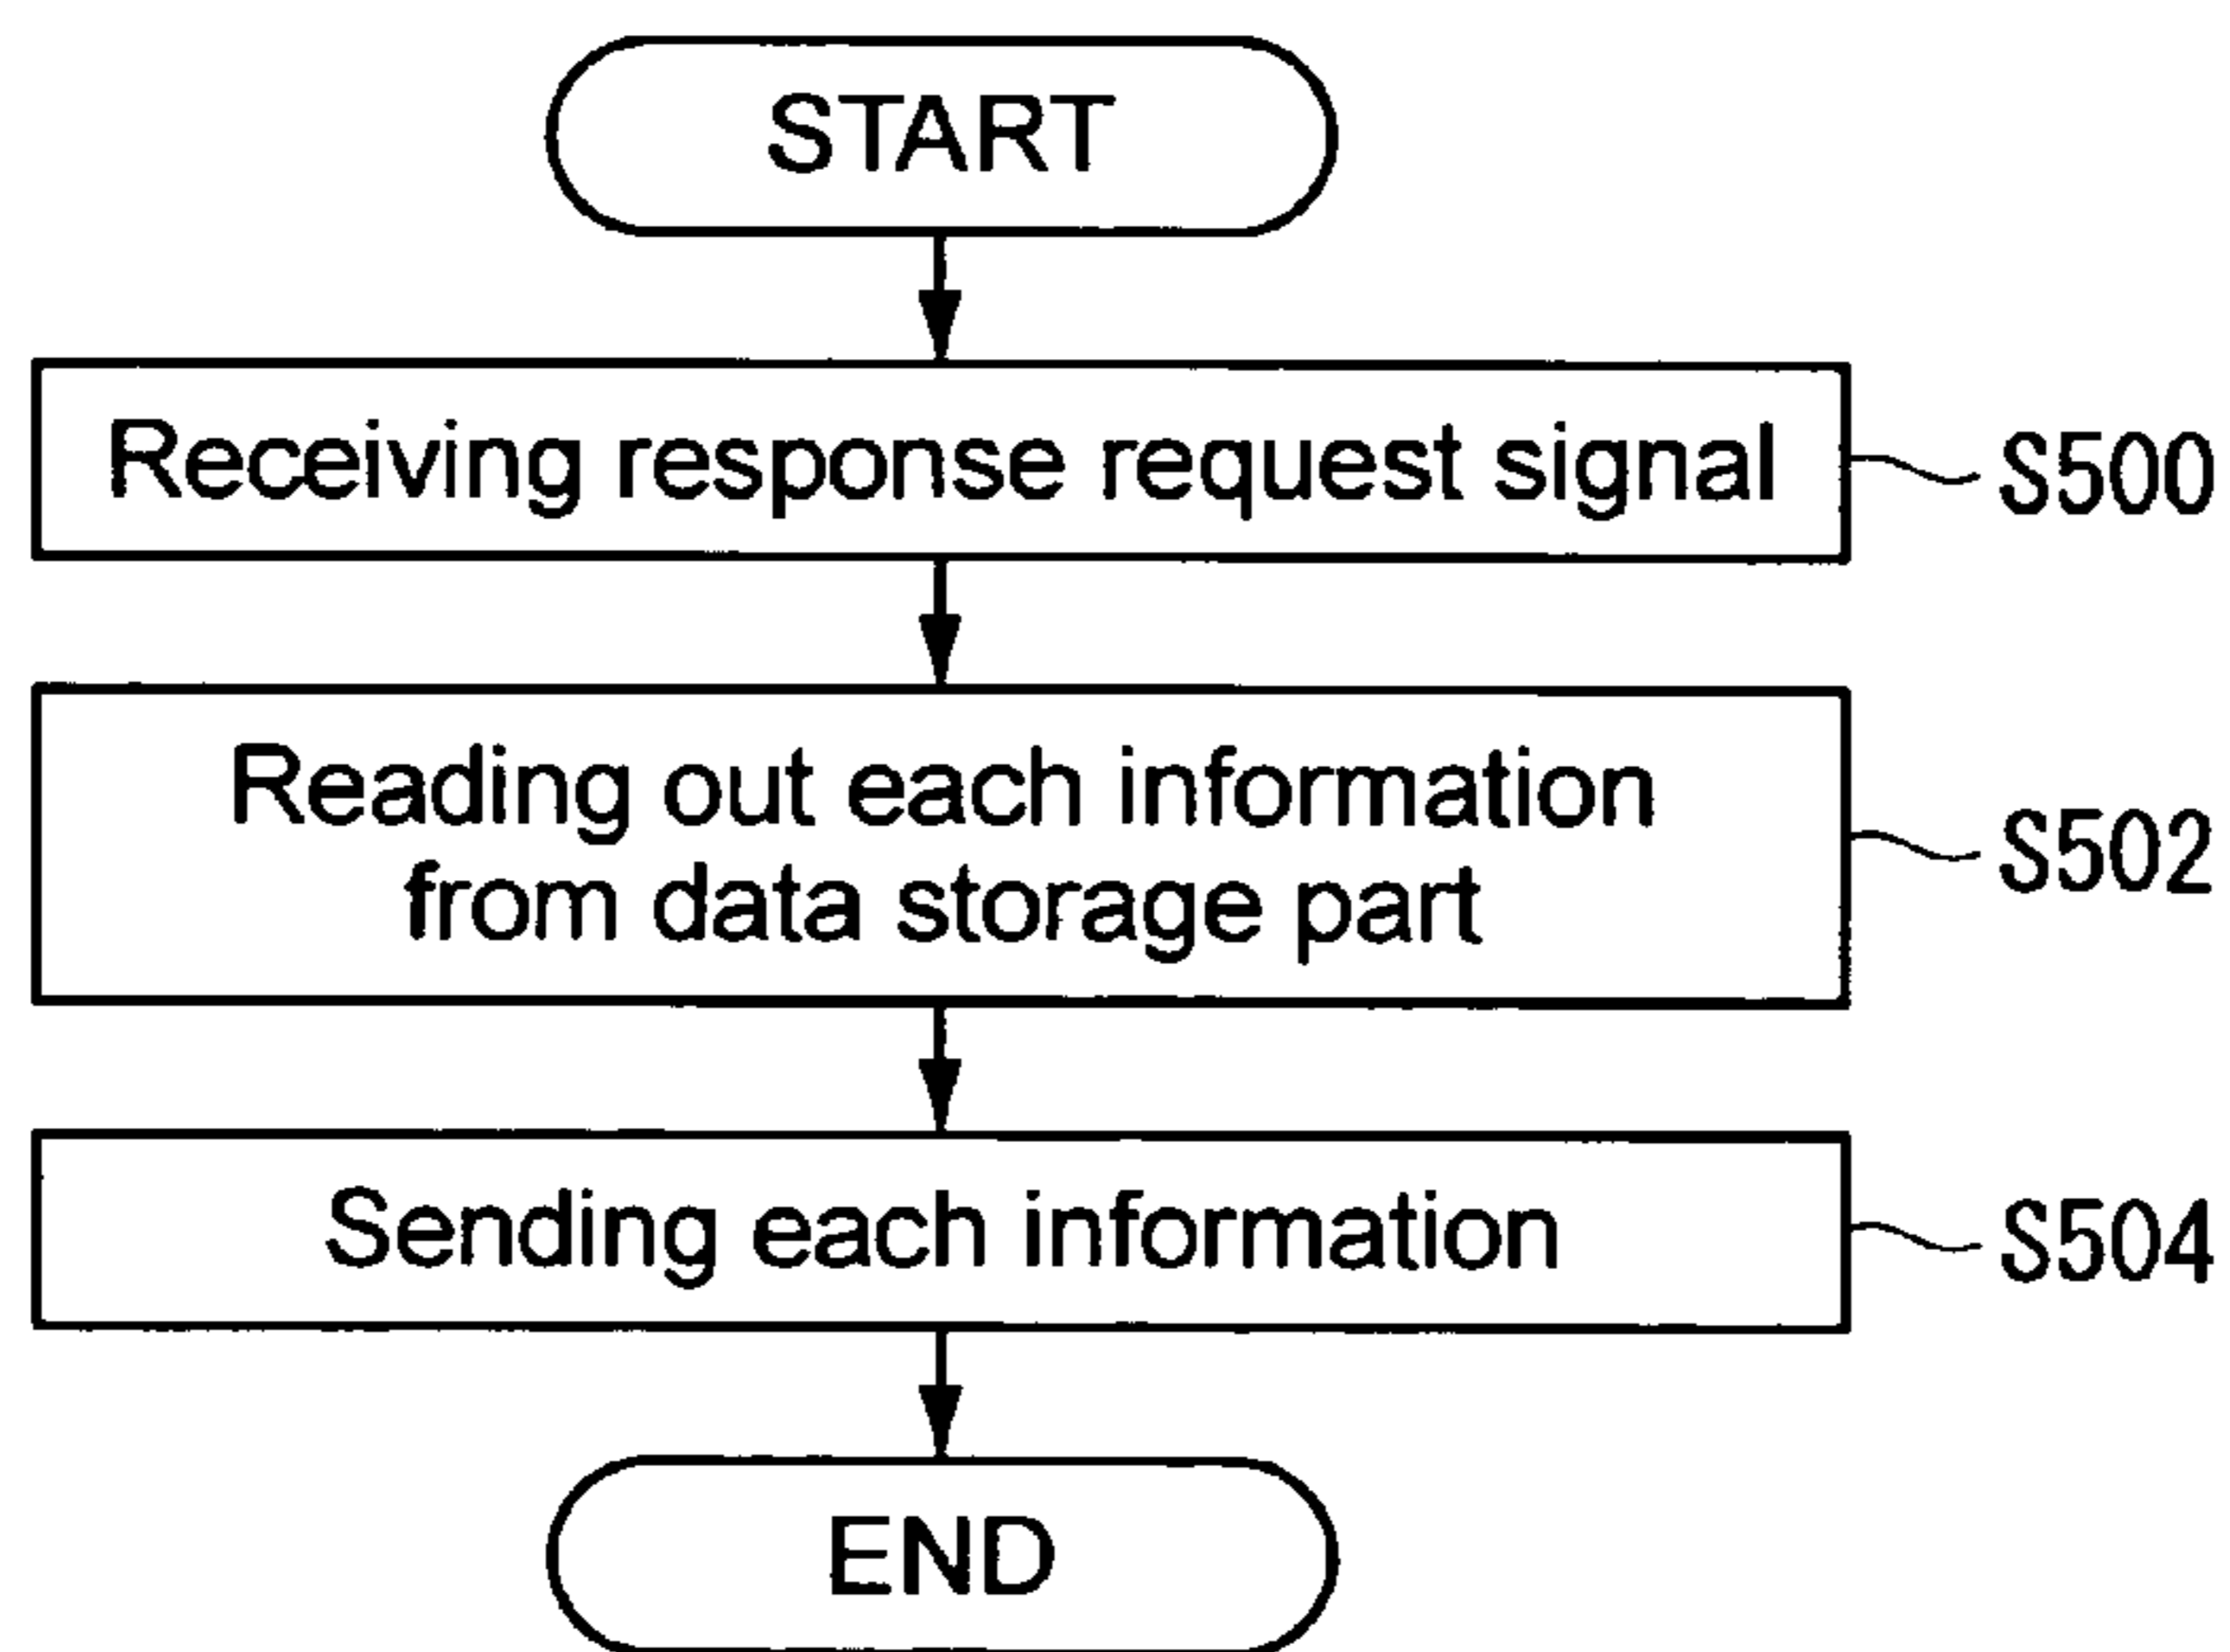 START
Receiving response request signal
S500
Reading out each information
from data storage part
S502
Sending each information
S504
END